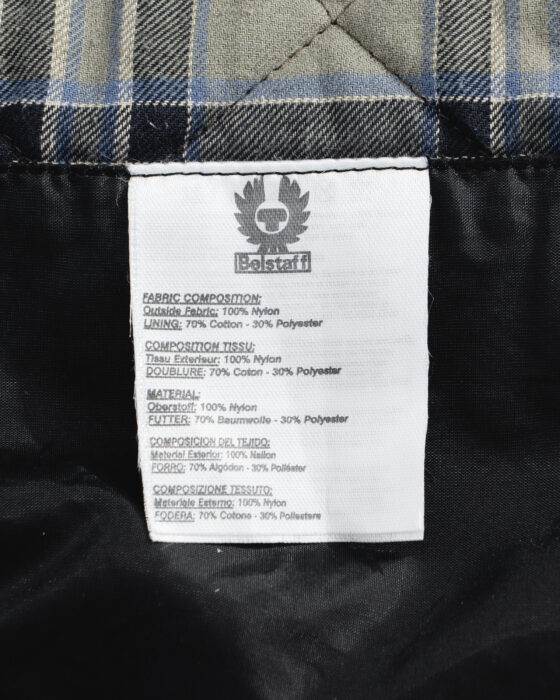 Belstaff
FABRIC COMPOSITION:
Outside Fabric: 100% Nylon
LINING: 70% Cotton - 30% Polyester
COMPOSITION TISSU:
Tissu Exterieur: 100% Nylon
DOUBLURE: 70% Coton - 30% Polyester
MATERIAL:
Oberstoff: 100% Nylon
FUTTER: 70% Baumwolle - 30% Polyester
COMPOSICION DEL TEJIDO:
Material Exterior: 100% Nailon
FORRO: 70% Algódon - 30% Poliéster
COMPOSIZIONE TESSUTO:
Materiale Esterno: 100% Nylon
FODERA: 70% Cotone - 30% Poliestere